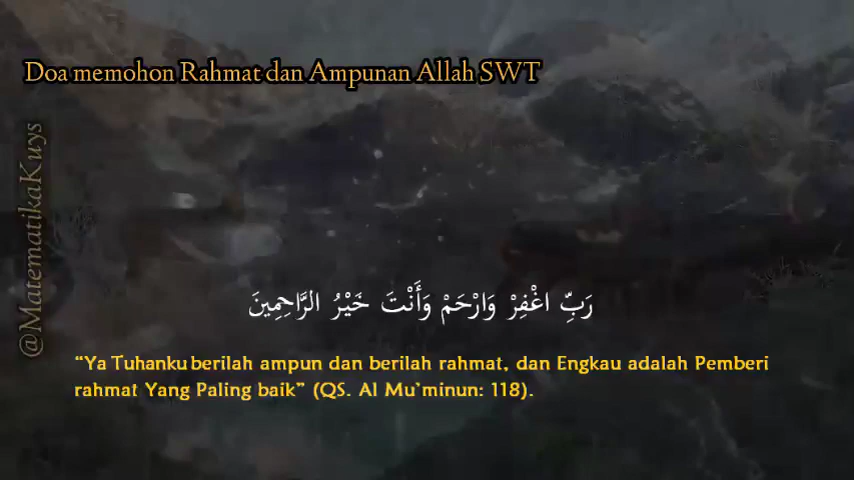 Doa memohon Rahmat dan Ampunan Allah SWT
@MatematikaKuys
رَبِّ اغْفِرْ وَارْحَمْ وَأَنْتَ خَيْرُ الرَّاحِمِينَ
“Ya Tuhanku berilah ampun dan berilah rahmat, dan Engkau adalah Pemberi
rahmat Yang Paling baik” (QS. Al Mu`minun: 118).